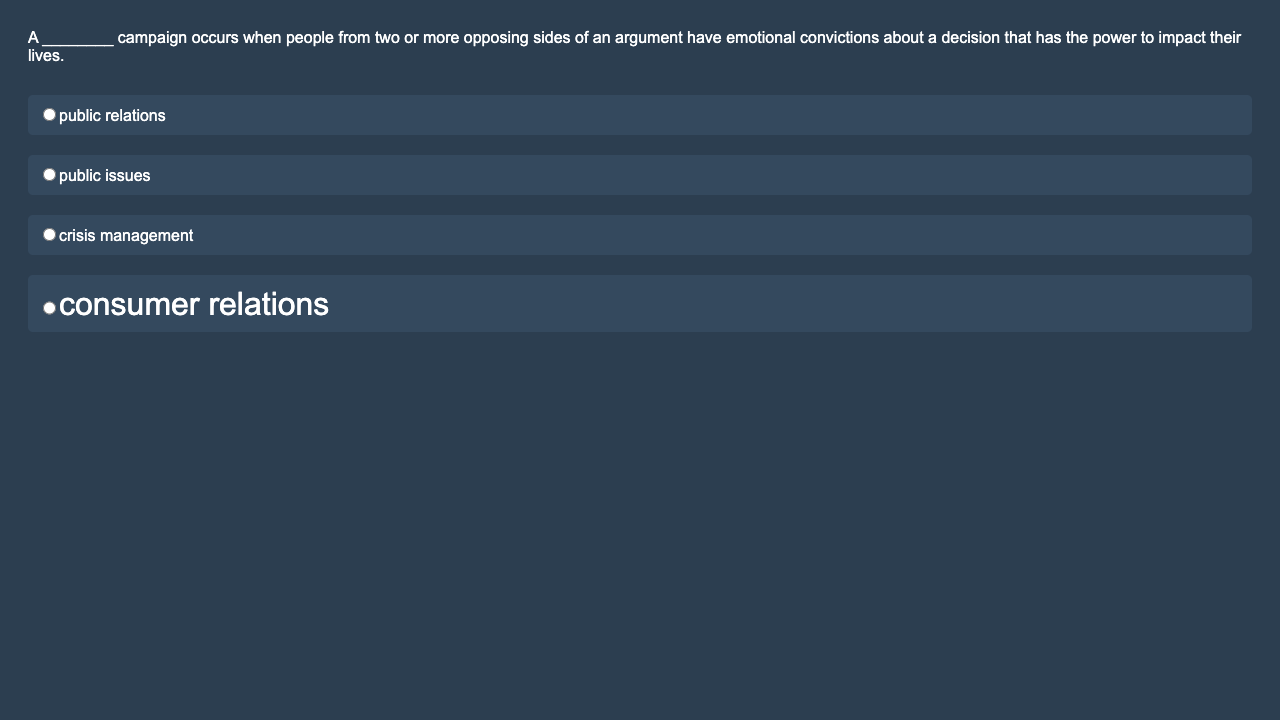 A ________ campaign occurs when people from two or more opposing sides of an argument have emotional convictions about a decision that has the power to impact their
lives.
public relations
public issues
crisis management
consumer relations